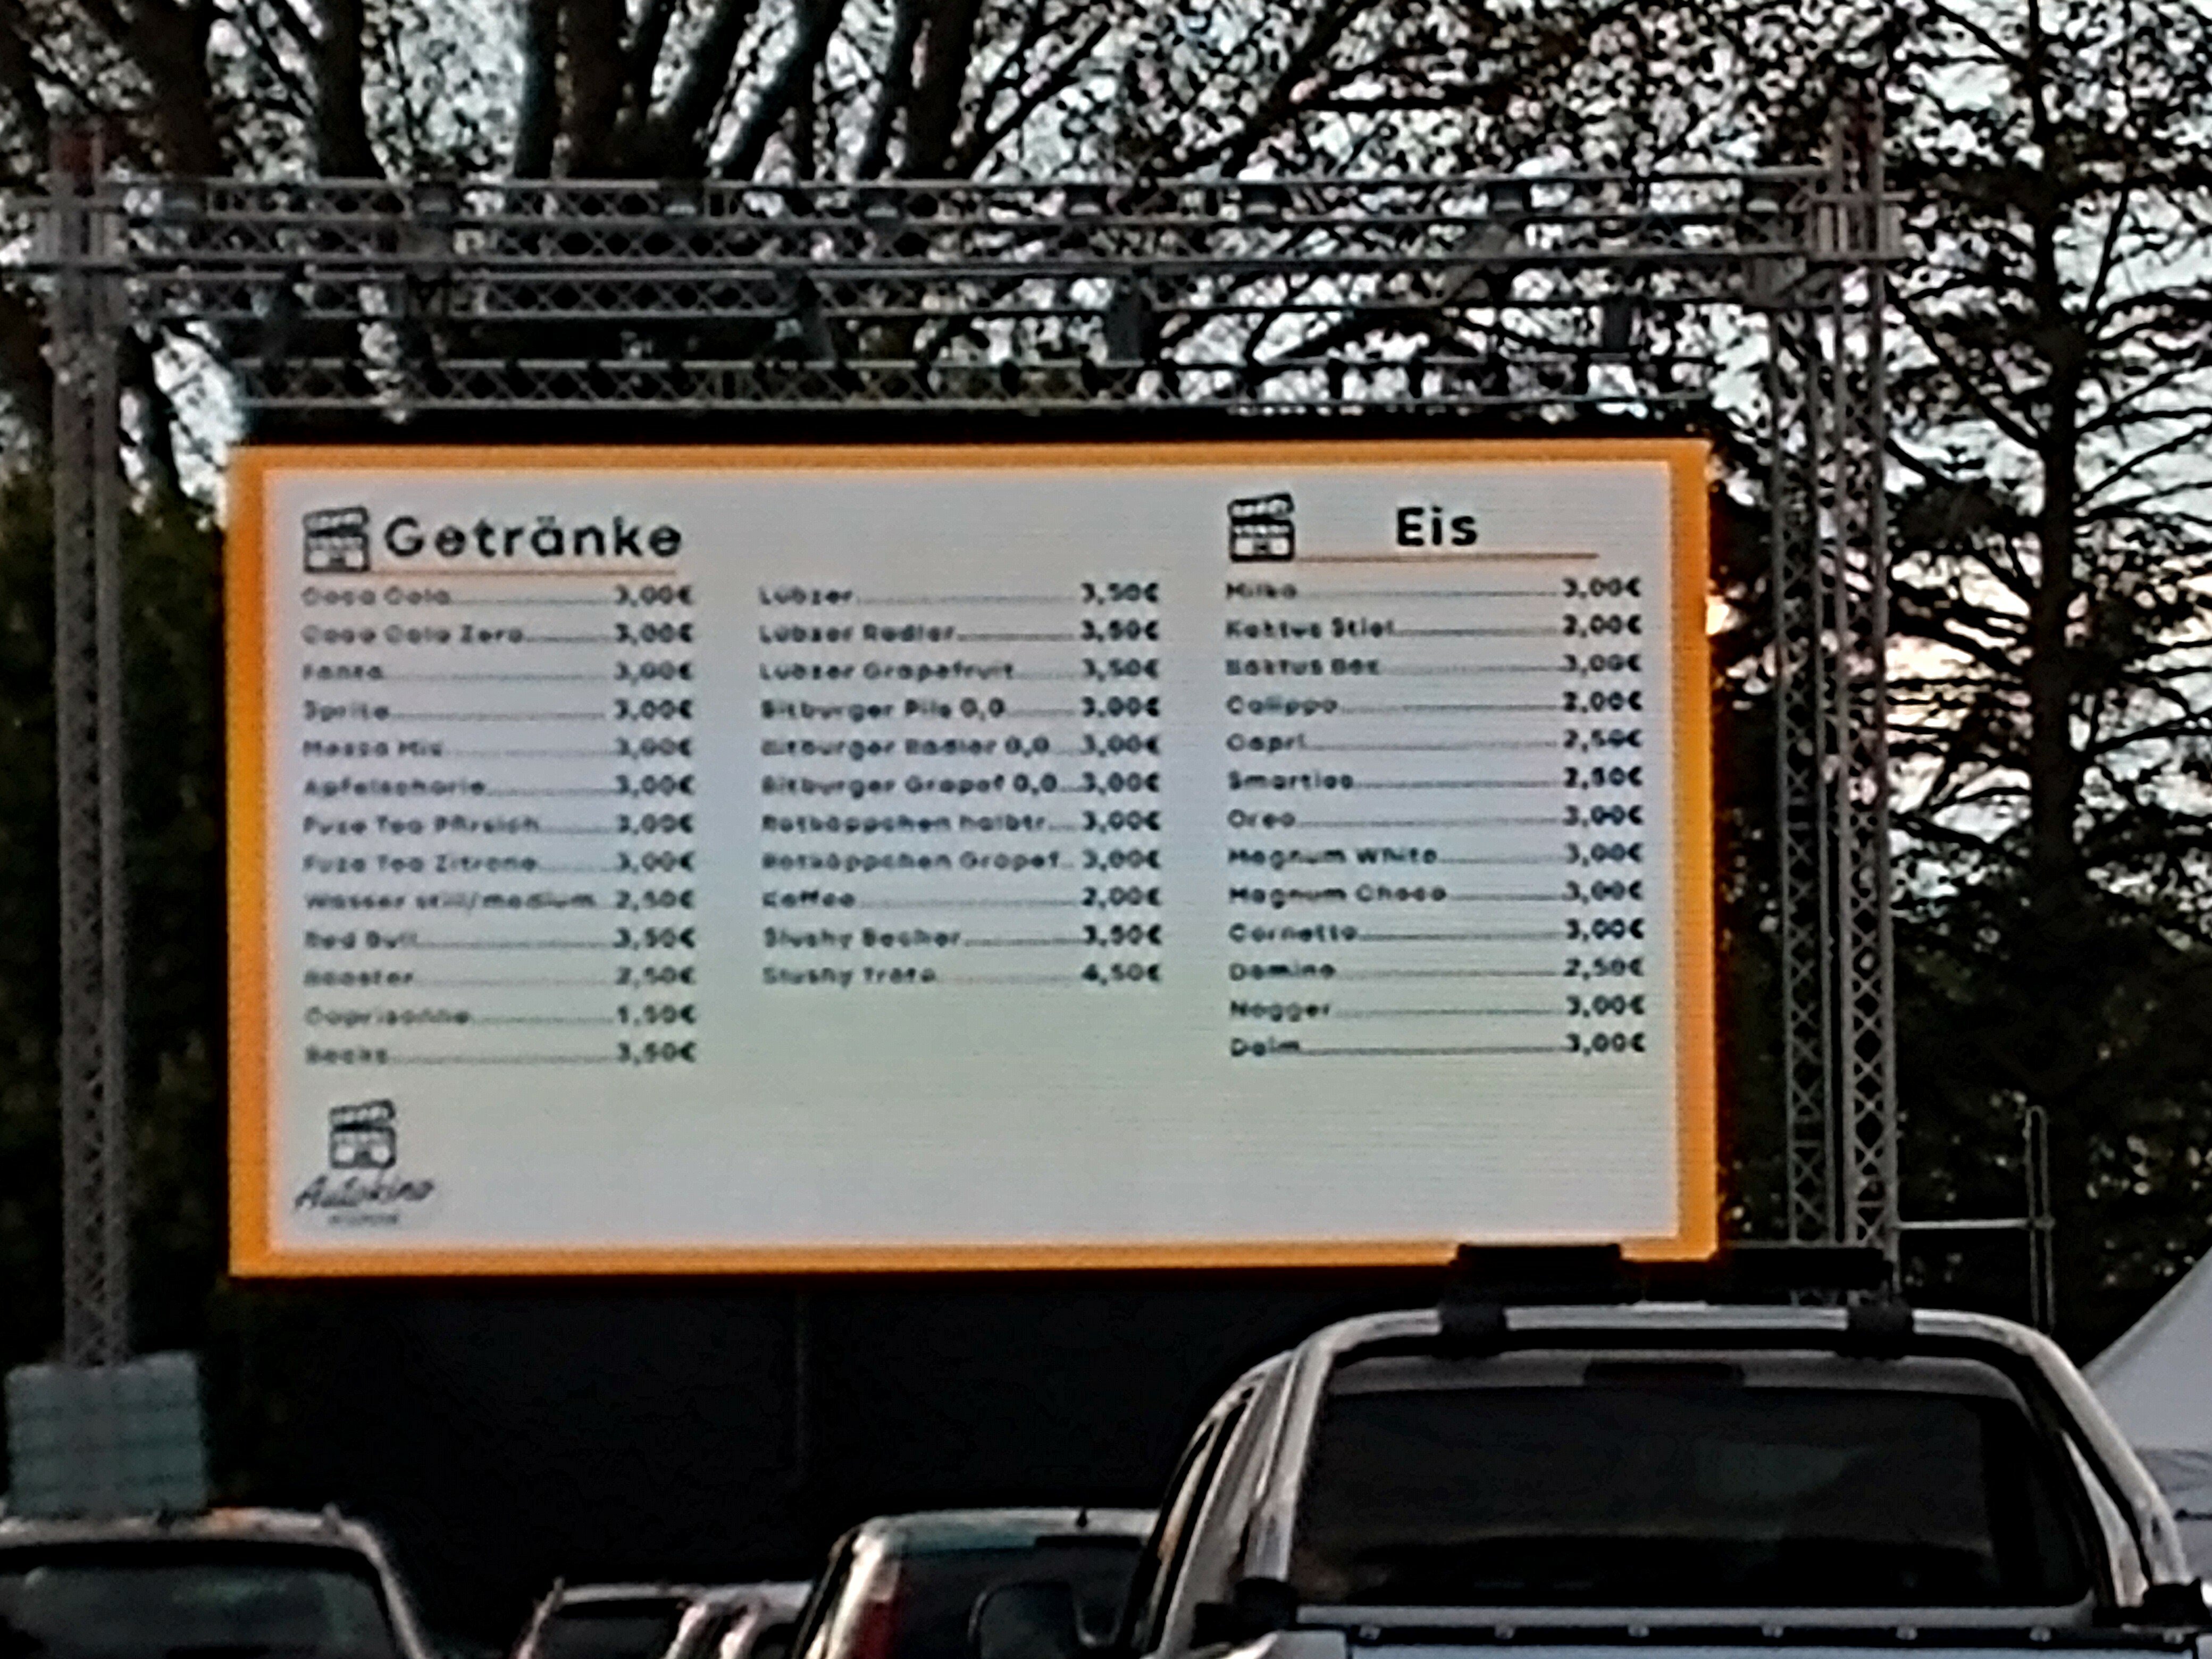 Getränke
Coca Cola 3,00€
Coca Cola Zero 3,00€
Fanta 3,00€
Sprite 3,00€
Mezzo Mix 3,00€
Apfelschorle 3,00€
Fuze Tea Pfirsich 3,00€
Fuze Tea Zitrone 3,00€
Wasser still/medium 2,50€
Red Bull 3,50€
Booster 2,50€
Caprisonne 1,50€
Becks 3,50€
Lübzer 3,50€
Lübzer Radler 3,50€
Lübzer Grapefruit 3,50€
Bitburger Pils 0,0 3,00€
Bitburger Radler 0,0 3,00€
Bitburger Grapef 0,0 3,00€
Rotkäppchen halbtr. 3,00€
Rotkäppchen Grapef. 3,00€
Kaffee 2,00€
Slushy Becher 3,50€
Slushy Tröte 4,50€
Eis
Milka 3,00€
Kaktus Stiel 2,00€
Kaktus Box 3,00€
Calippo 2,00€
Capri 2,50€
Smarties 2,50€
Oreo 3,00€
Magnum White 3,00€
Magnum Choco 3,00€
Cornetto 3,00€
Domino 2,50€
Nogger 3,00€
Daim 3,00€
Autokino